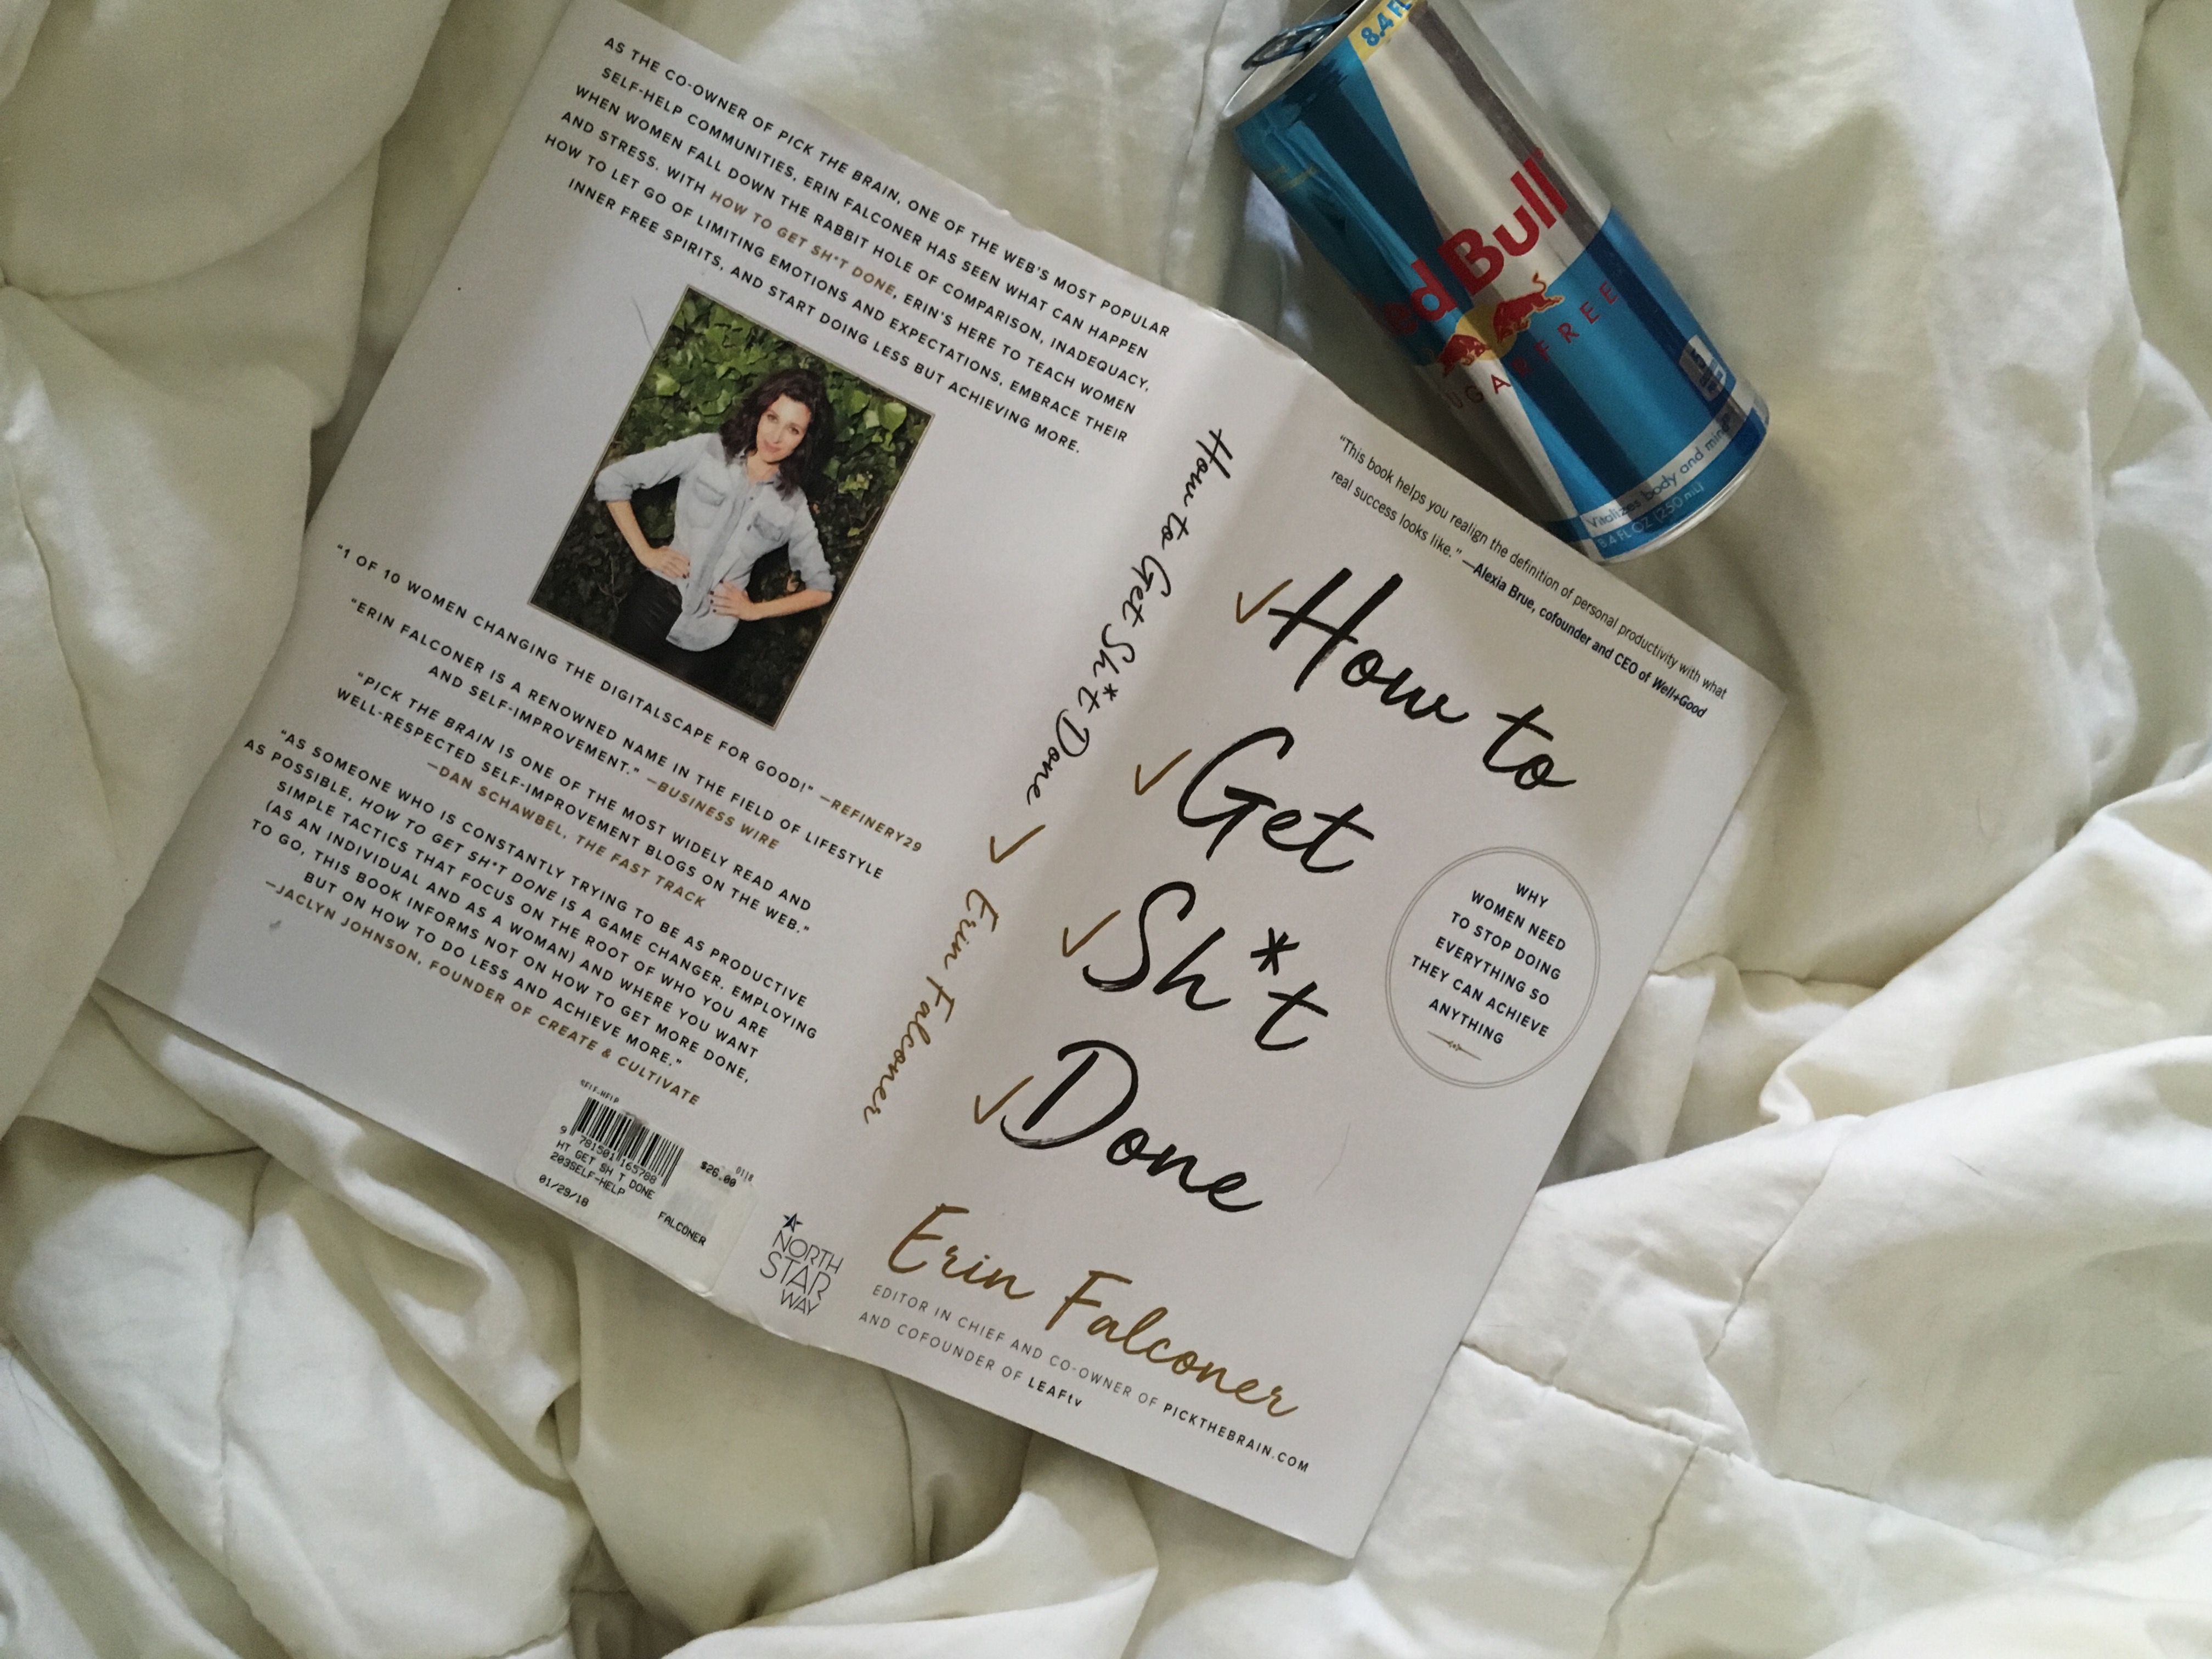 AS THE CO-OWNER OF PICK THE BRAIN, ONE OF THE WEB'S MOST POPULAR
SELF-HELP COMMUNITIES, ERIN FALCONER HAS SEEN WHAT CAN HAPPEN
WHEN WOMEN FALL DOWN THE RABBIT HOLE OF COMPARISON, INADEQUACY,
AND STRESS. WITH HOW TO GET SH*T DONE, ERIN'S HERE TO TEACH WOMEN
HOW TO LET GO OF LIMITING EMOTIONS AND EXPECTATIONS, EMBRACE THEIR
INNER FREE SPIRITS, AND START DOING LESS BUT ACHIEVING MORE.
"1 OF 10 WOMEN CHANGING THE DIGITALSCAPE FOR GOOD!" —REFINERY29
"ERIN FALCONER IS A RENOWNED NAME IN THE FIELD OF LIFESTYLE
AND SELF-IMPROVEMENT." —BUSINESS WIRE
"PICK THE BRAIN IS ONE OF THE MOST WIDELY READ AND
WELL-RESPECTED SELF-IMPROVEMENT BLOGS ON THE WEB."
—DAN SCHAWBEL, THE FAST TRACK
"AS SOMEONE WHO IS CONSTANTLY TRYING TO BE AS PRODUCTIVE
AS POSSIBLE, HOW TO GET SH*T DONE IS A GAME CHANGER. EMPLOYING
SIMPLE TACTICS THAT FOCUS ON THE ROOT OF WHO YOU ARE
(AS AN INDIVIDUAL AND AS A WOMAN) AND WHERE YOU WANT
TO GO, THIS BOOK INFORMS NOT ON HOW TO GET MORE DONE,
BUT ON HOW TO DO LESS AND ACHIEVE MORE."
—JACLYN JOHNSON, FOUNDER OF CREATE & CULTIVATE
SELF-HELP
9 781501 165788
$26.00
0118
HT GET SH T DONE
203SELF-HELP
01/29/18
FALCONER
How to Get Sh*t Done
Erin Falconer
NORTH
STAR
WAY
"This book helps you realign the definition of personal productivity with what
real success looks like." —Alexia Brue, cofounder and CEO of Well+Good
How to
Get
Sh*t
Done
WHY
WOMEN NEED
TO STOP DOING
EVERYTHING SO
THEY CAN ACHIEVE
ANYTHING
Erin Falconer
EDITOR IN CHIEF AND CO-OWNER OF PICKTHEBRAIN.COM
AND COFOUNDER OF LEAFtv
8.4 FL
Red Bull
SUGARFREE
Vitalizes body and mind
8.4 FL OZ (250 mL)